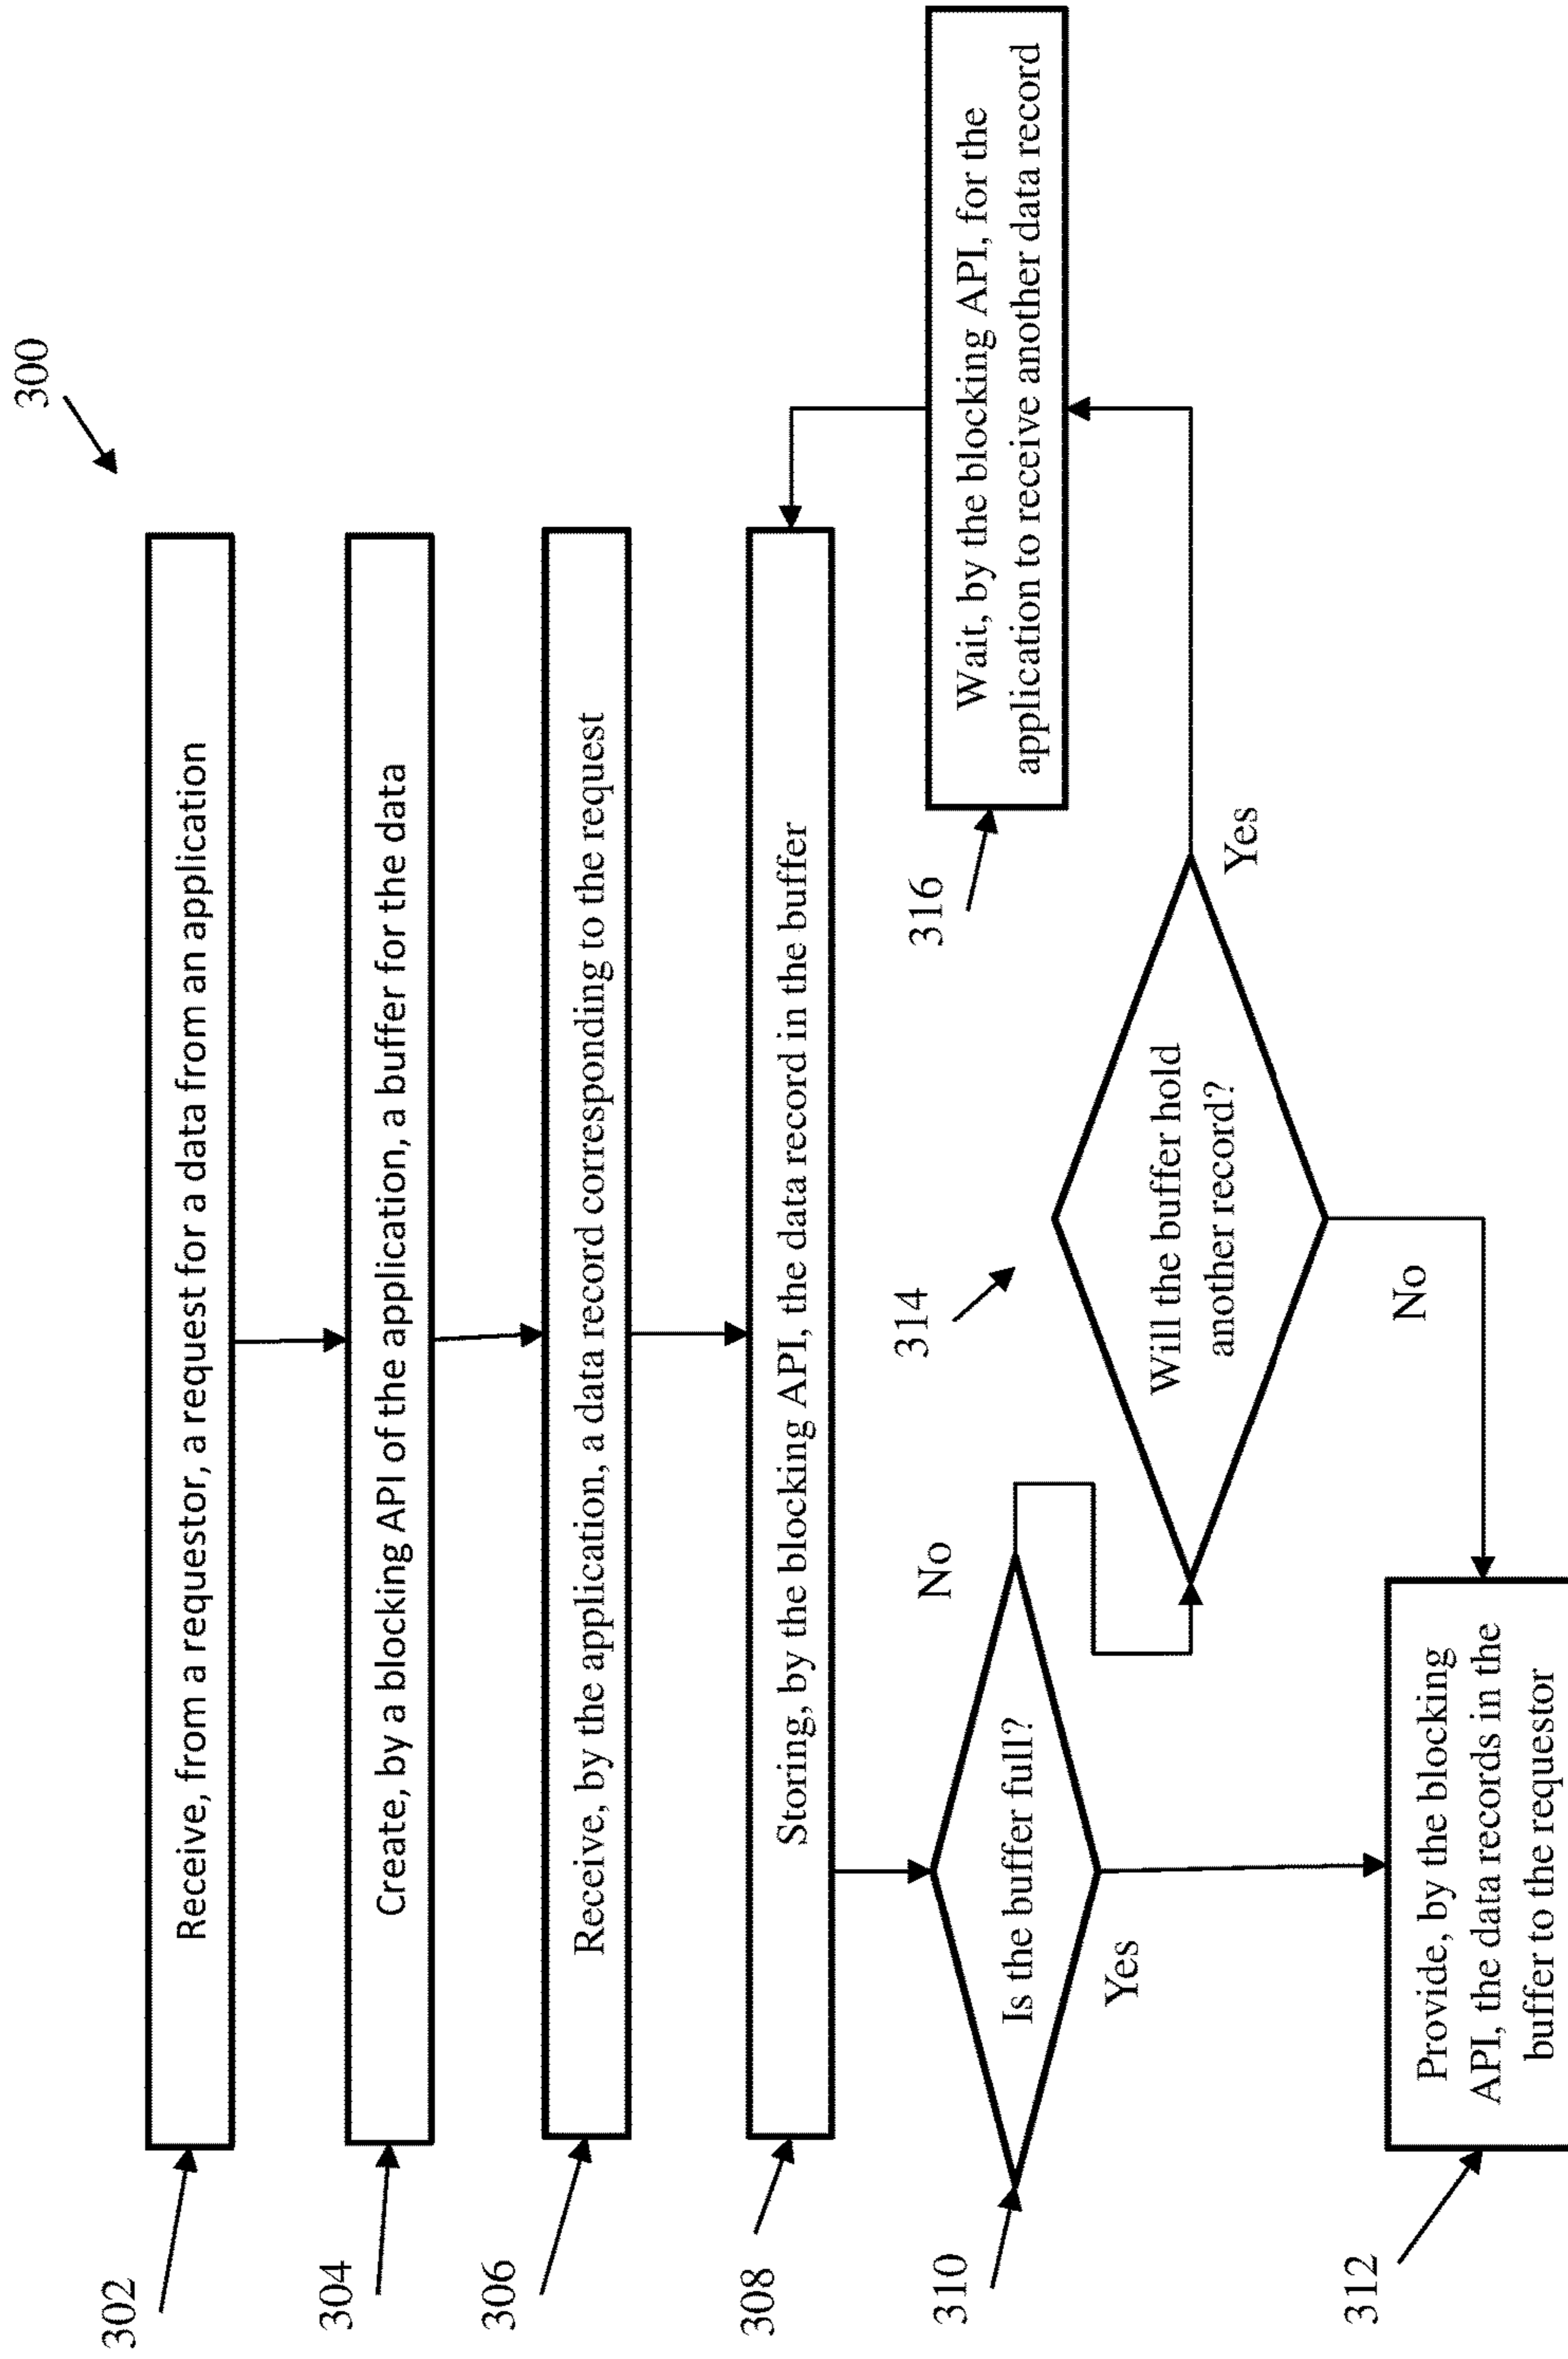 300
302
Receive, from a requestor, a request for a data from an application
304
Create, by a blocking API of the application, a buffer for the data
306
Receive, by the application, a data record corresponding to the request
308
Storing, by the blocking API, the data record in the buffer
310
Is the buffer full?
No
Yes
314
Will the buffer hold
another record?
Yes
No
316
Wait, by the blocking API, for the
application to receive another data record
312
Provide, by the blocking
API, the data records in the
buffer to the requestor